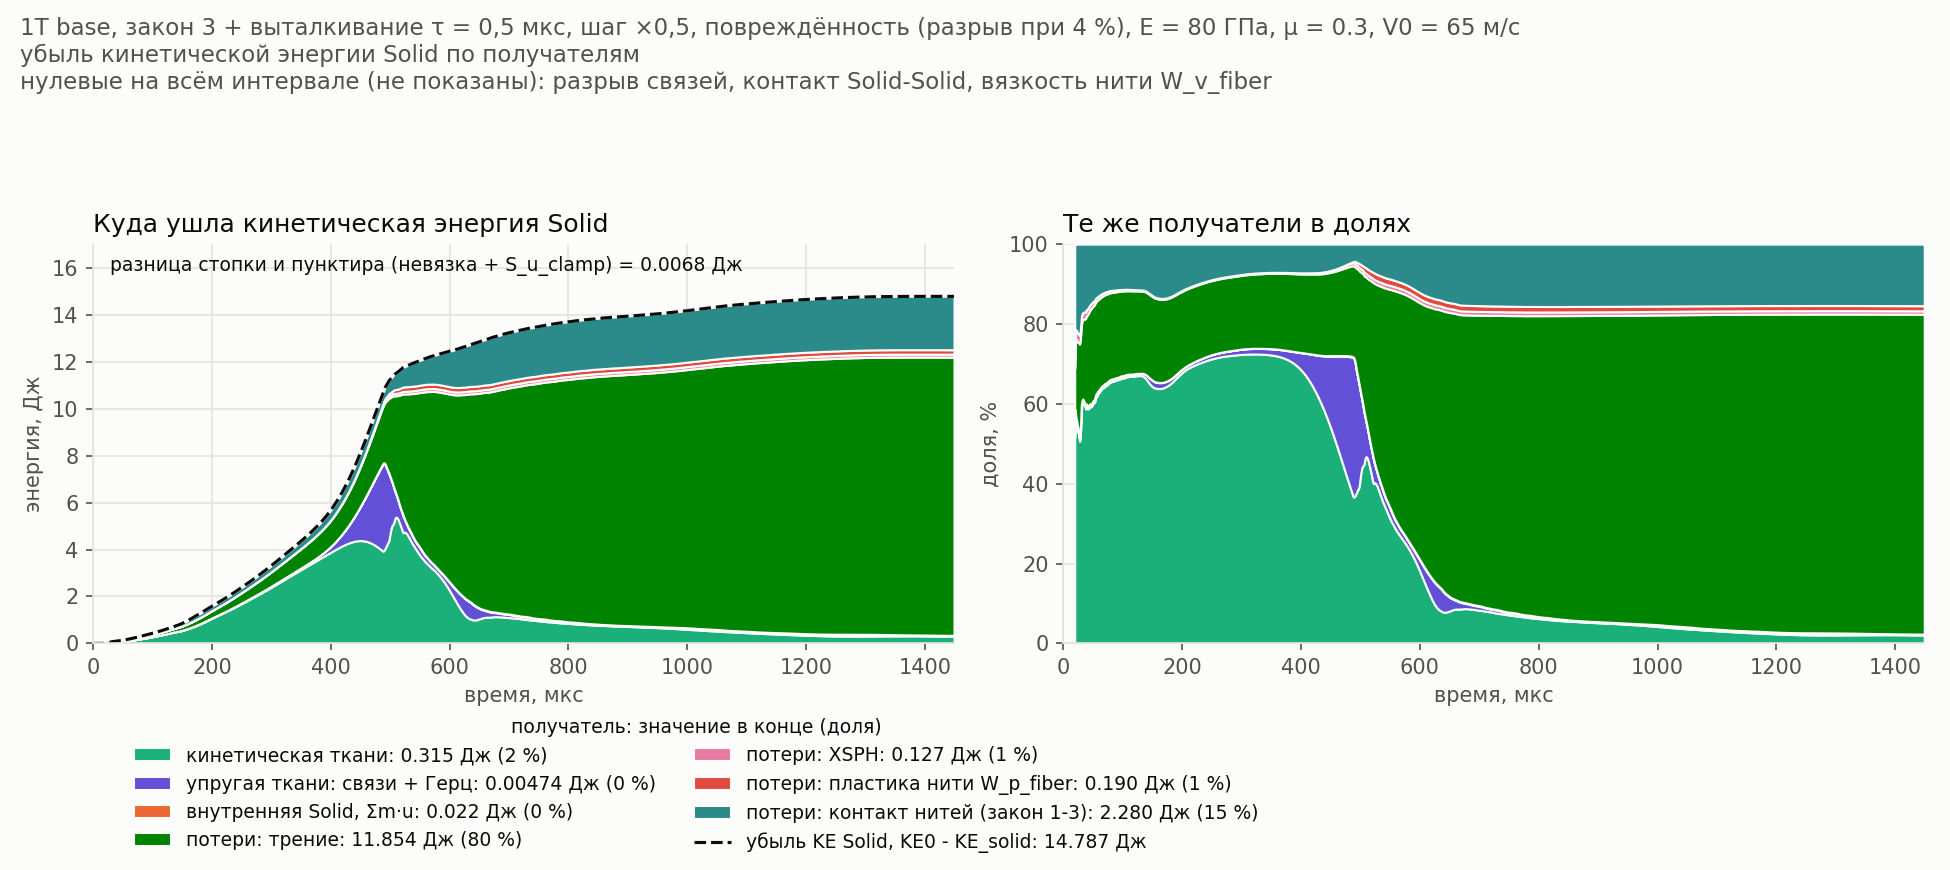 1T base, закон 3 + выталкивание τ = 0,5 мкс, шаг ×0,5, повреждённость (разрыв при 4 %), E = 80 ГПа, μ = 0.3, V0 = 65 м/с
убыль кинетической энергии Solid по получателям
нулевые на всём интервале (не показаны): разрыв связей, контакт Solid-Solid, вязкость нити W_v_fiber
Куда ушла кинетическая энергия Solid
разница стопки и пунктира (невязка + S_u_clamp) = 0.0068 Дж
16
14
12
10
8
6
4
2
0
энергия, Дж
0 200 400 600 800 1000 1200 1400
время, мкс
Те же получатели в долях
100
80
60
40
20
0
доля, %
0 200 400 600 800 1000 1200 1400
время, мкс
получатель: значение в конце (доля)
кинетическая ткани: 0.315 Дж (2 %)
упругая ткани: связи + Герц: 0.00474 Дж (0 %)
внутренняя Solid, Σm·u: 0.022 Дж (0 %)
потери: трение: 11.854 Дж (80 %)
потери: XSPH: 0.127 Дж (1 %)
потери: пластика нити W_p_fiber: 0.190 Дж (1 %)
потери: контакт нитей (закон 1-3): 2.280 Дж (15 %)
убыль KE Solid, KE0 - KE_solid: 14.787 Дж